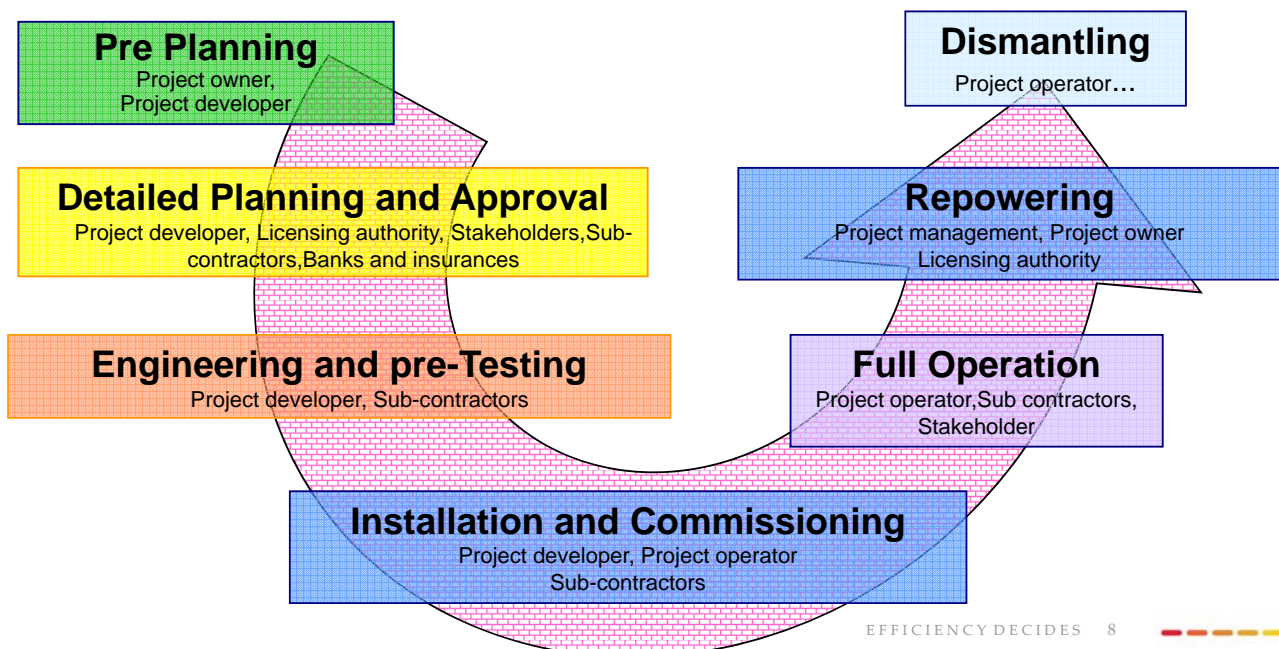 Pre Planning
Project owner,
Project developer
Detailed Planning and Approval
Project developer, Licensing authority, Stakeholders,Sub-
contractors,Banks and insurances
Engineering and pre-Testing
Project developer, Sub-contractors
Installation and Commissioning
Project developer, Project operator
Sub-contractors
Full Operation
Project operator,Sub contractors,
Stakeholder
Repowering
Project management, Project owner
Licensing authority
Dismantling
Project operator...
EFFICIENCY DECIDES 8